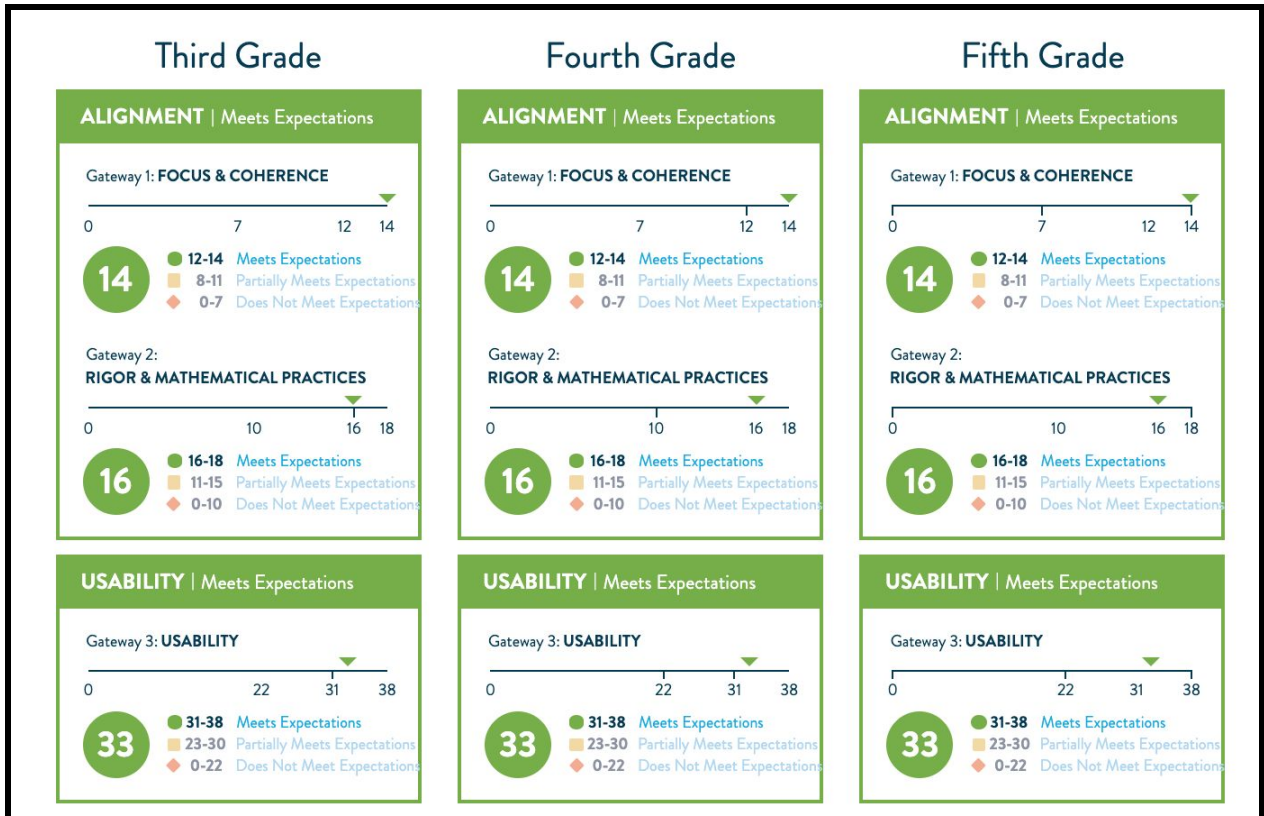 Third Grade
ALIGNMENT | Meets Expectations
Gateway 1: FOCUS & COHERENCE
0 7 12 14
14
12-14 Meets Expectations
8-11 Partially Meets Expectations
0-7 Does Not Meet Expectations
Gateway 2:
RIGOR & MATHEMATICAL PRACTICES
0 10 16 18
16
16-18 Meets Expectations
11-15 Partially Meets Expectations
0-10 Does Not Meet Expectations
USABILITY | Meets Expectations
Gateway 3: USABILITY
0 22 31 38
33
31-38 Meets Expectations
23-30 Partially Meets Expectations
0-22 Does Not Meet Expectations
Fourth Grade
ALIGNMENT | Meets Expectations
Gateway 1: FOCUS & COHERENCE
0 7 12 14
14
12-14 Meets Expectations
8-11 Partially Meets Expectations
0-7 Does Not Meet Expectations
Gateway 2:
RIGOR & MATHEMATICAL PRACTICES
0 10 16 18
16
16-18 Meets Expectations
11-15 Partially Meets Expectations
0-10 Does Not Meet Expectations
USABILITY | Meets Expectations
Gateway 3: USABILITY
0 22 31 38
33
31-38 Meets Expectations
23-30 Partially Meets Expectations
0-22 Does Not Meet Expectations
Fifth Grade
ALIGNMENT | Meets Expectations
Gateway 1: FOCUS & COHERENCE
0 7 12 14
14
12-14 Meets Expectations
8-11 Partially Meets Expectations
0-7 Does Not Meet Expectations
Gateway 2:
RIGOR & MATHEMATICAL PRACTICES
0 10 16 18
16
16-18 Meets Expectations
11-15 Partially Meets Expectations
0-10 Does Not Meet Expectations
USABILITY | Meets Expectations
Gateway 3: USABILITY
0 22 31 38
33
31-38 Meets Expectations
23-30 Partially Meets Expectations
0-22 Does Not Meet Expectations